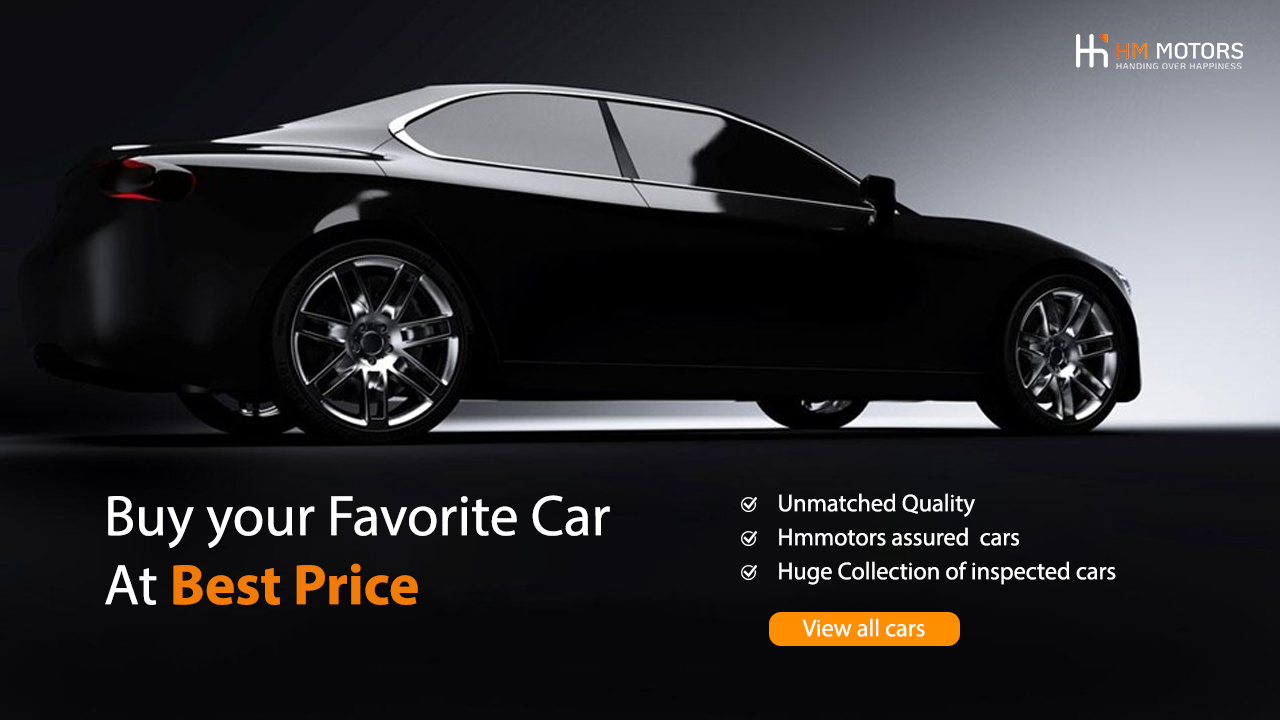 HM MOTORS
HANDING OVER HAPPINESS
Buy your Favorite Car
At Best Price
Unmatched Quality
Hmmotors assured  cars
Huge Collection of inspected cars
View all cars